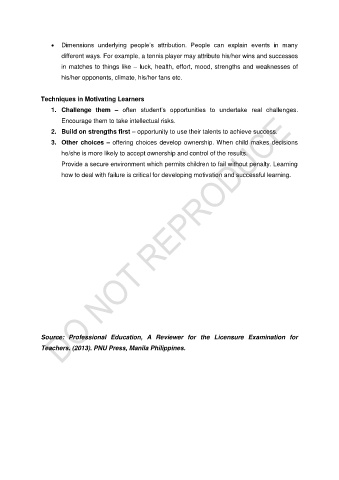 • Dimensions underlying people's attribution. People can explain events in many
different ways. For example, a tennis player may attribute his/her wins and successes
in matches to things like – luck, health, effort, mood, strengths and weaknesses of
his/her opponents, climate, his/her fans etc.
Techniques in Motivating Learners
1. Challenge them – often student's opportunities to undertake real challenges.
Encourage them to take intellectual risks.
2. Build on strengths first – opportunity to use their talents to achieve success.
3. Other choices – offering choices develop ownership. When child makes decisions
he/she is more likely to accept ownership and control of the results.
Provide a secure environment which permits children to fail without penalty. Learning
how to deal with failure is critical for developing motivation and successful learning.
DO NOT REPRODUCE
Source: Professional Education, A Reviewer for the Licensure Examination for
Teachers, (2013), PNU Press, Manila Philippines.